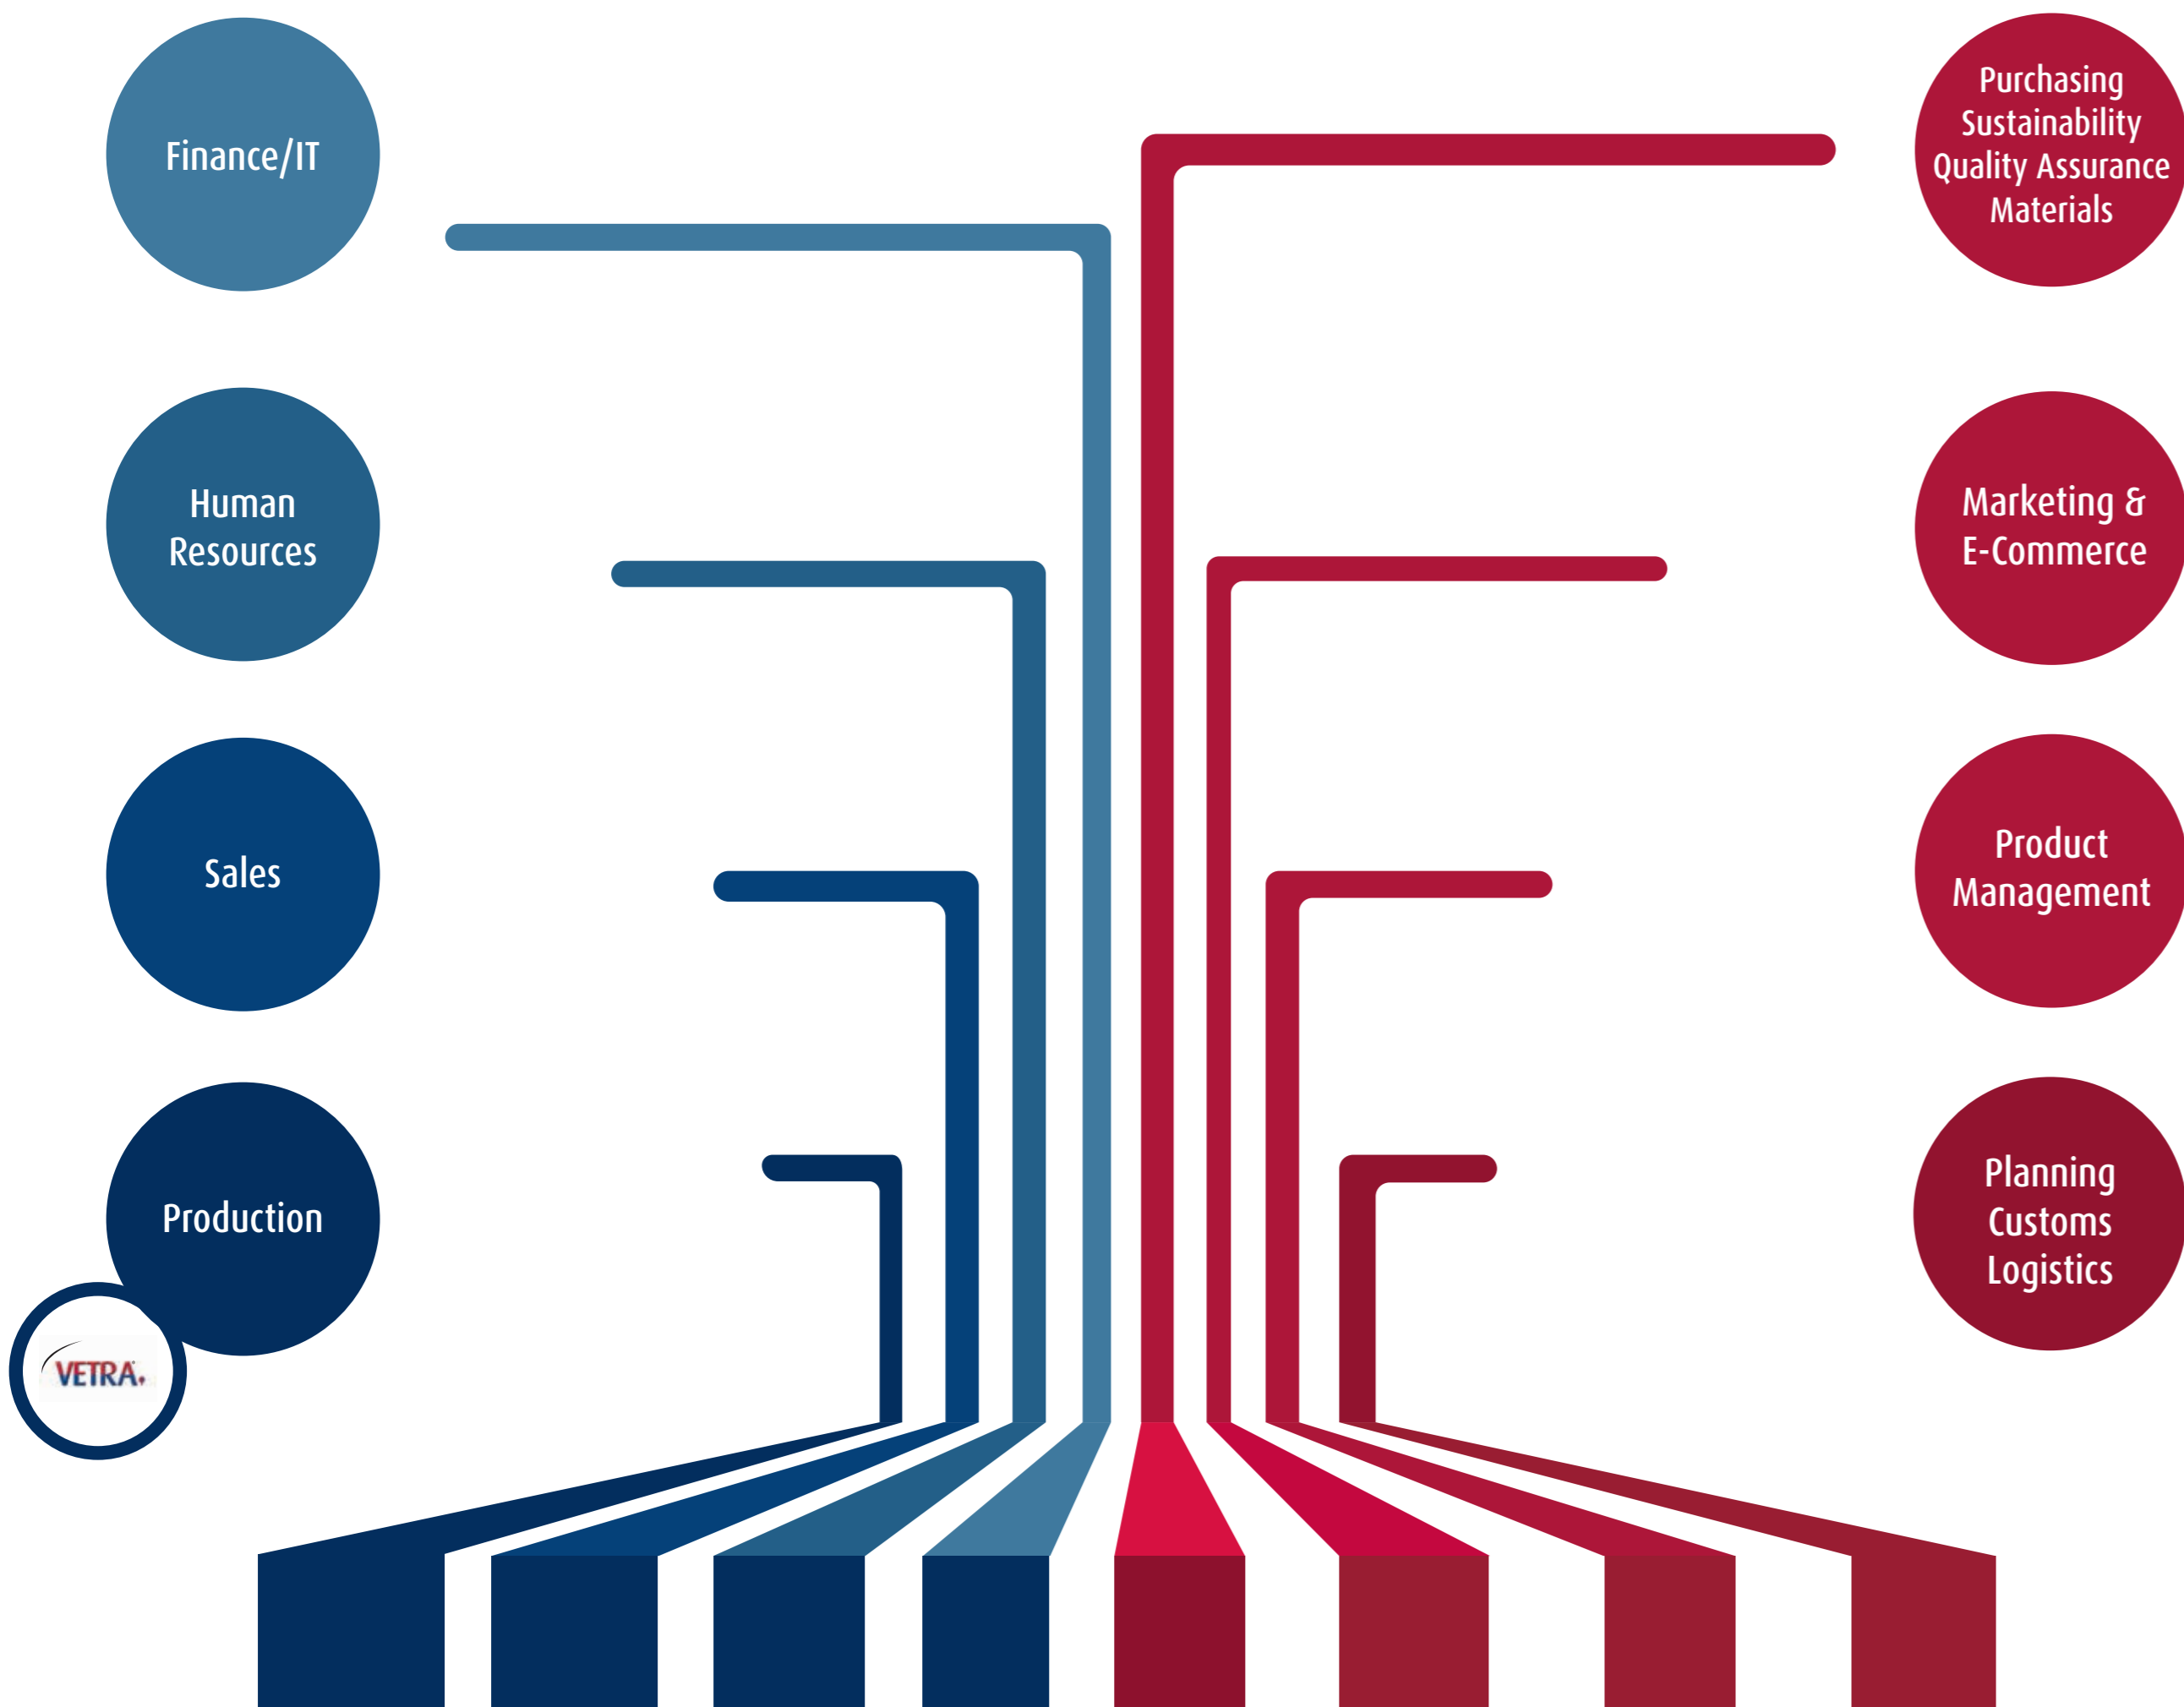 Finance/IT
Purchasing
Sustainability
Quality Assurance
Materials
Human
Resources
Marketing &
E-Commerce
Sales
Product
Management
Production
Planning
Customs
Logistics
VETRA